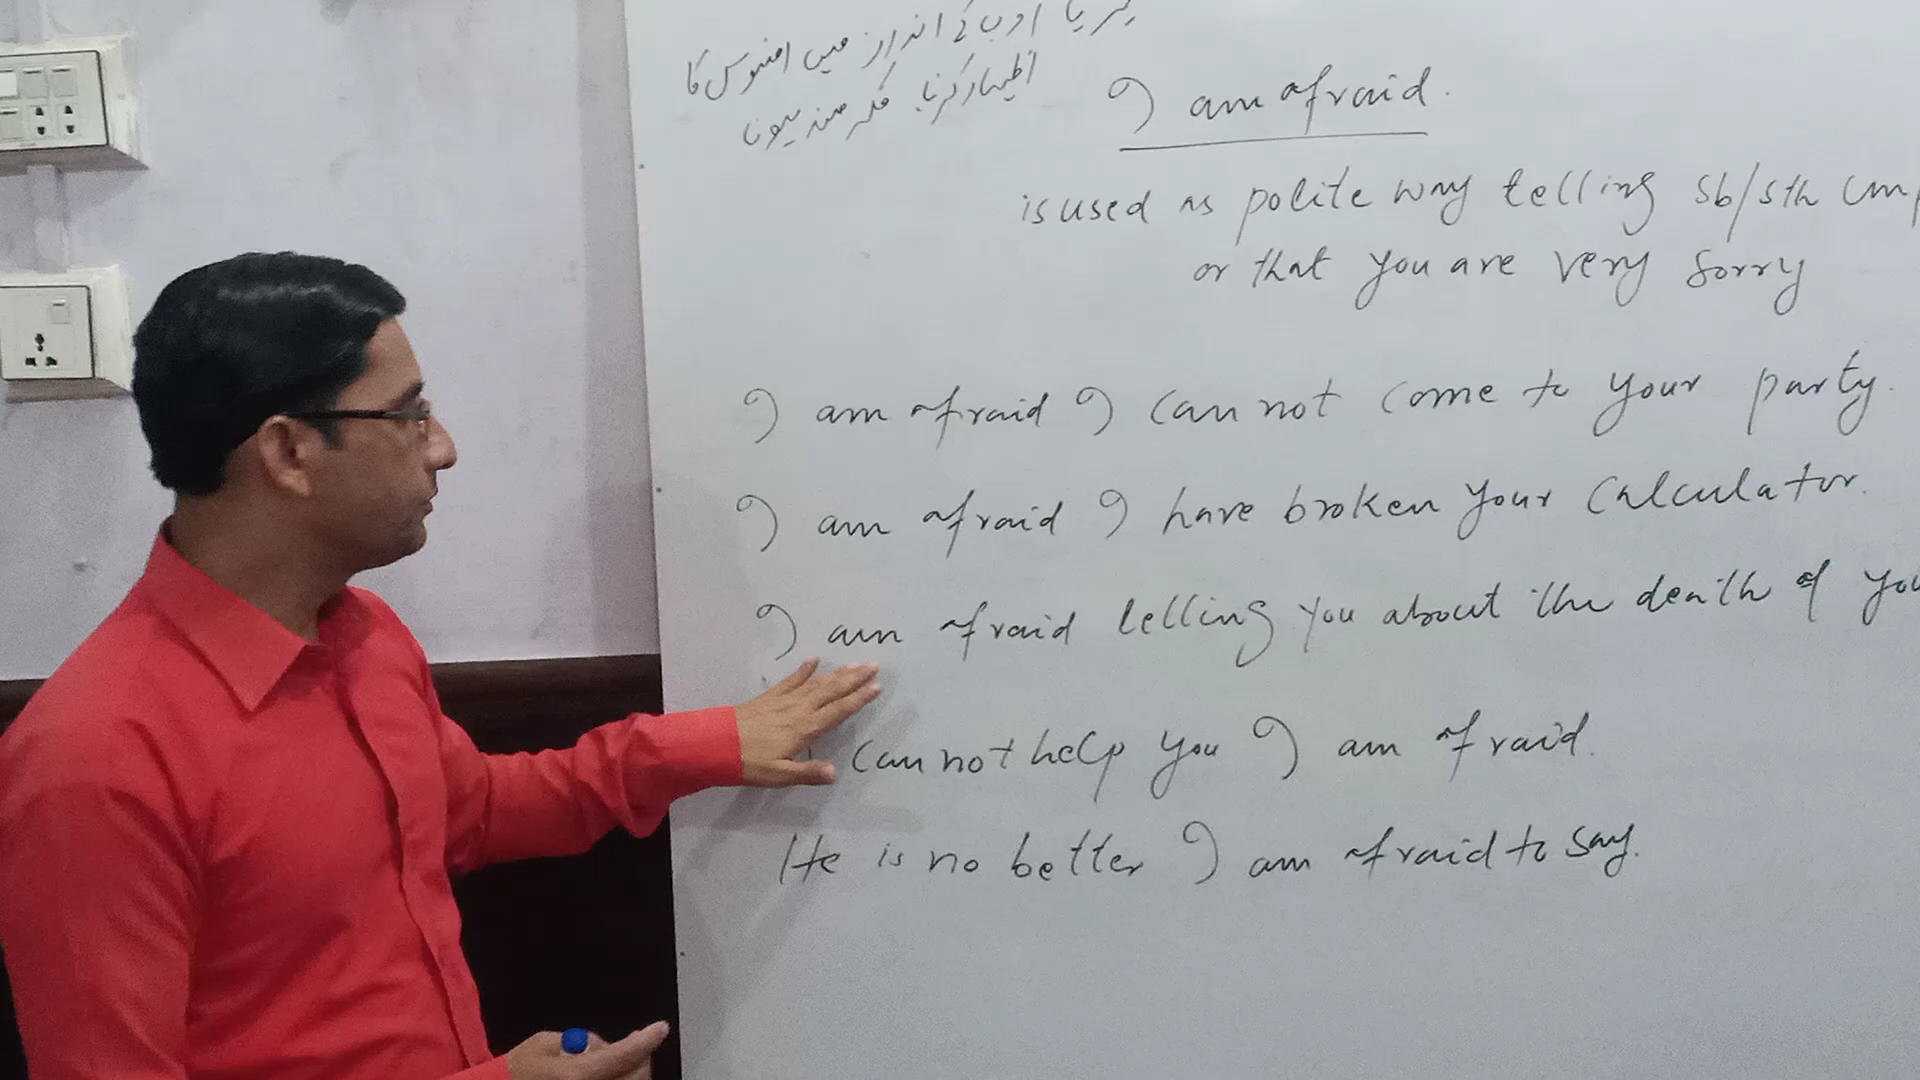 یا ادب کے انداز میں افسوس کا
اظہار کرنا۔ فکر مند ہونا
I am afraid.
is used as polite way telling sb/sth
or that you are very sorry
I am afraid I can not come to your party.
I am afraid I have broken your calculator.
I am afraid telling you about the death of
I can not help you I am afraid.
He is no better I am afraid to say.